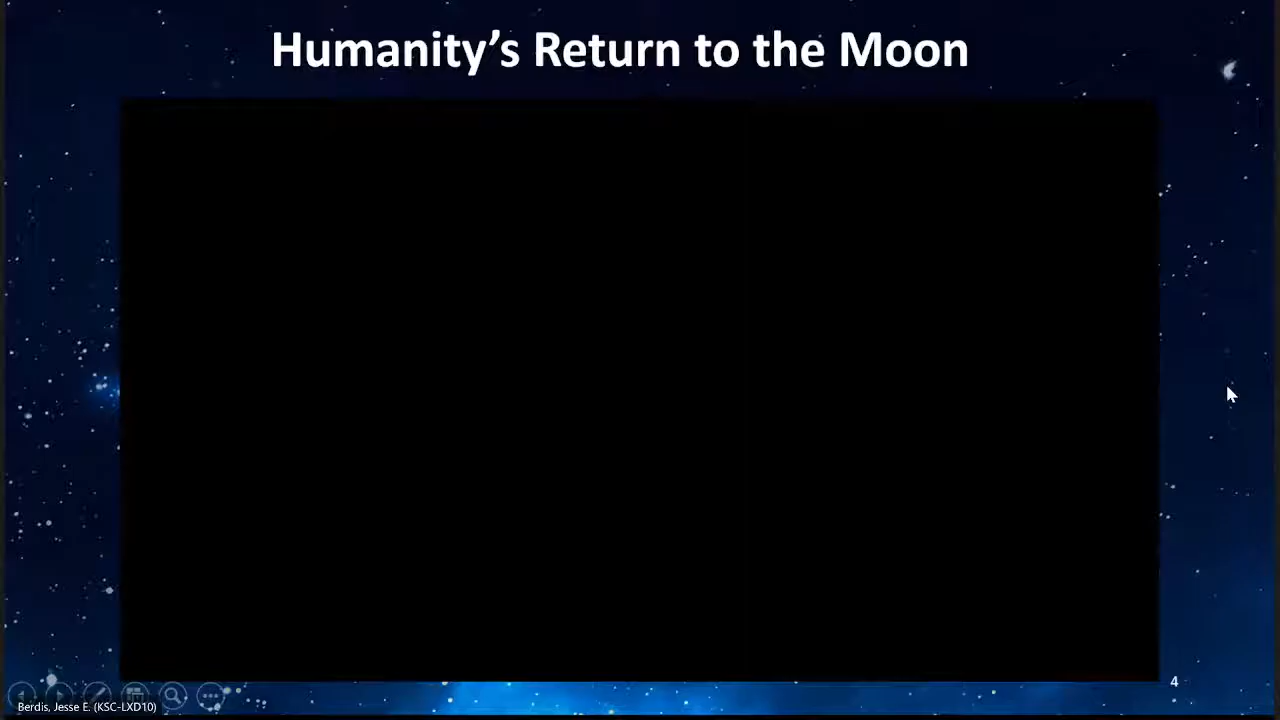 Humanity’s Return to the Moon
4
Berdis, Jesse E. (KSC-LXD10)